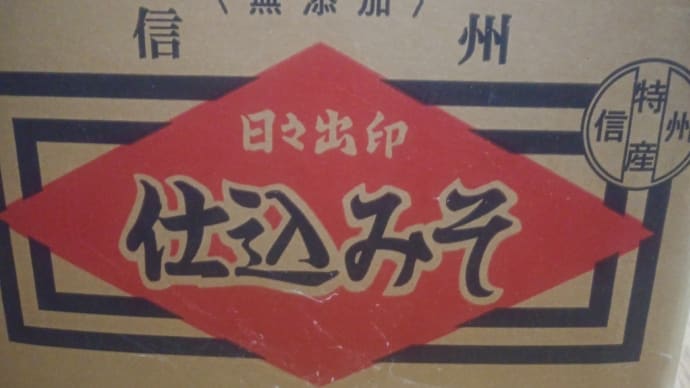 (無添加)
信州
日々出印
仕込みそ
信州特産